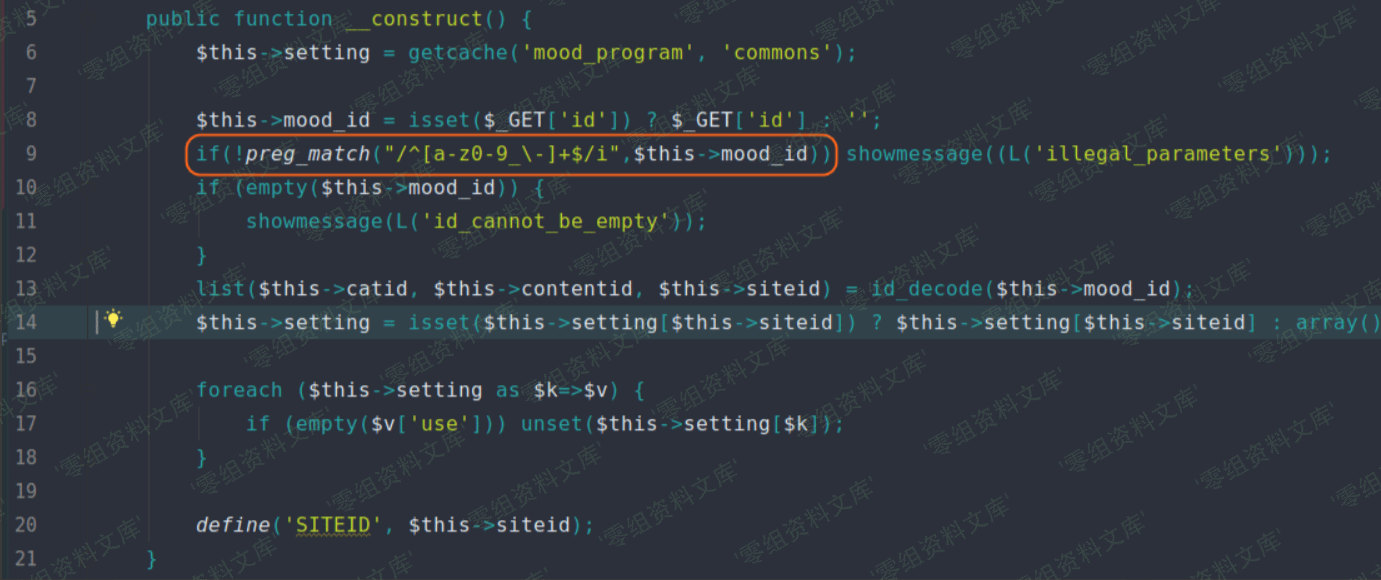 5 public function __construct() {
6 $this->setting = getcache('mood_program', 'commons');
7
8 $this->mood_id = isset($_GET['id']) ? $_GET['id'] : '';
9 if(!preg_match("/^[a-z0-9_\-]+$/i",$this->mood_id)) showmessage((L('illegal_parameters')));
10 if (empty($this->mood_id)) {
11 showmessage(L('id_cannot_be_empty'));
12 }
13 list($this->catid, $this->contentid, $this->siteid) = id_decode($this->mood_id);
14 $this->setting = isset($this->setting[$this->siteid]) ? $this->setting[$this->siteid] : array()
15
16 foreach ($this->setting as $k=>$v) {
17 if (empty($v['use'])) unset($this->setting[$k]);
18 }
19
20 define('SITEID', $this->siteid);
21 }
'零组资料文库'